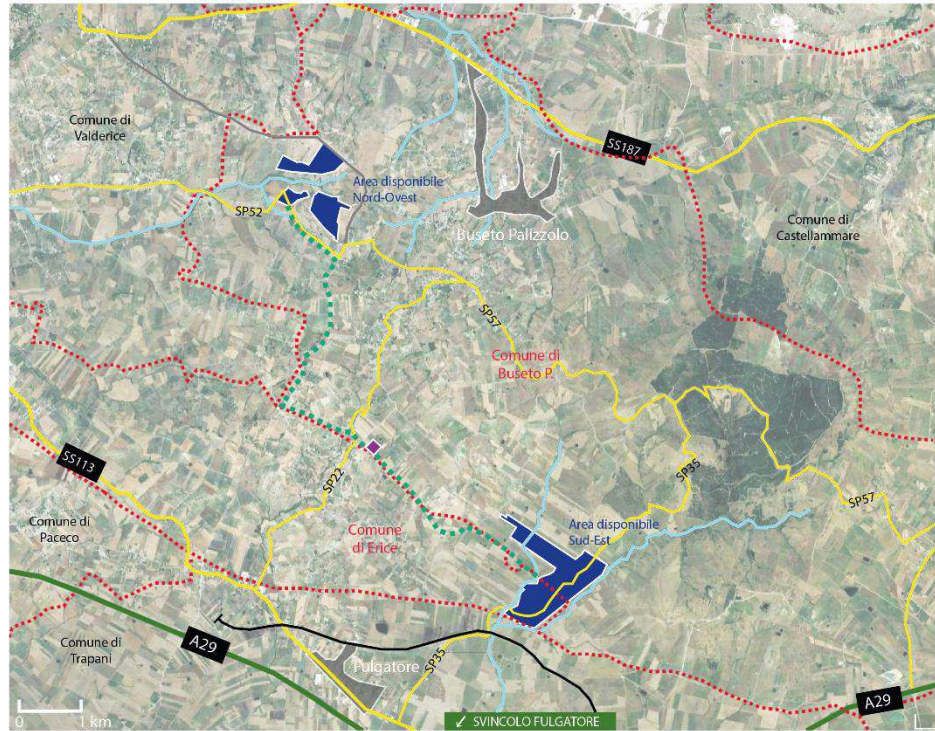 Comune di
Valderice
SS187
Area disponibile
Nord-Ovest
SP52
Buseto Palizzolo
Comune di
Castellammare
SP57
Comune di
Buseto P.
SS113
SP22
SP35
SP57
Comune di
Paceco
Comune
di Erice
Area disponibile
Sud-Est
Comune di
Trapani
A29
Fulgatore
SP35
A29
0 1 km
↙ SVINCOLO FULGATORE